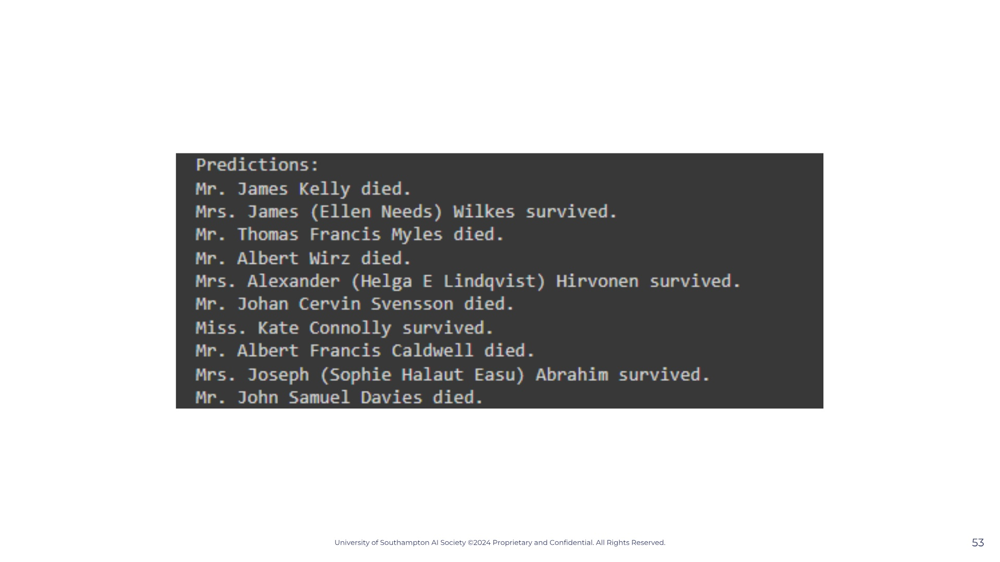 Predictions:
Mr. James Kelly died.
Mrs. James (Ellen Needs) Wilkes survived.
Mr. Thomas Francis Myles died.
Mr. Albert Wirz died.
Mrs. Alexander (Helga E Lindqvist) Hirvonen survived.
Mr. Johan Cervin Svensson died.
Miss. Kate Connolly survived.
Mr. Albert Francis Caldwell died.
Mrs. Joseph (Sophie Halaut Easu) Abrahim survived.
Mr. John Samuel Davies died.
University of Southampton AI Society ©2024 Proprietary and Confidential. All Rights Reserved.
53